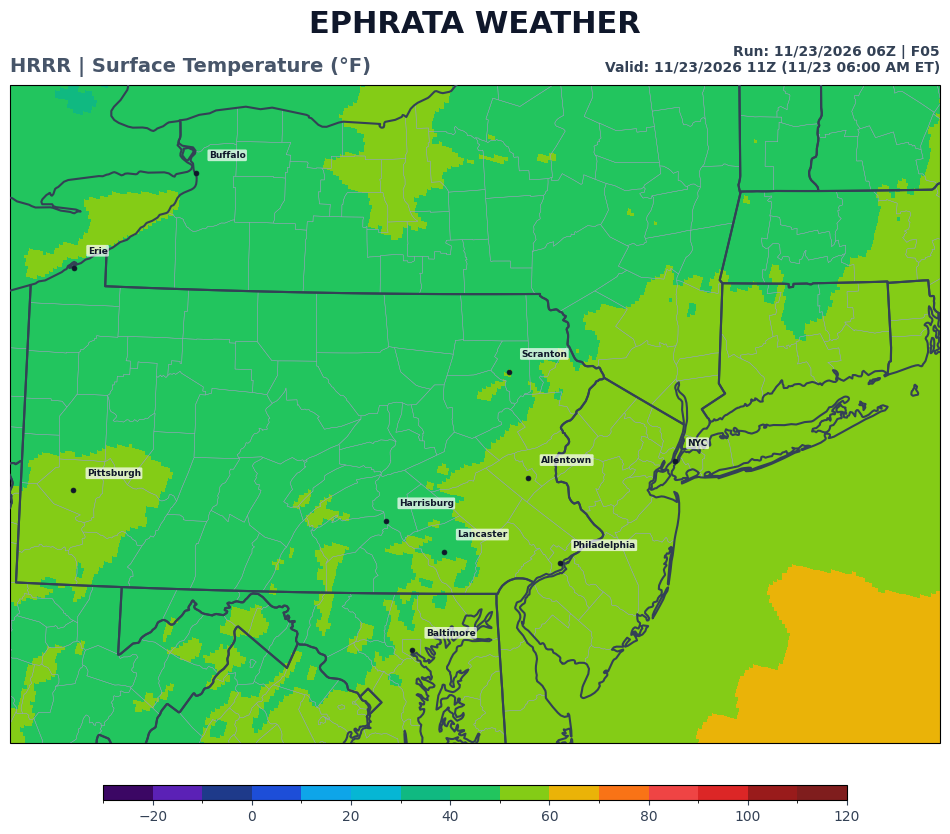 EPHRATA WEATHER
HRRR | Surface Temperature (°F)
Run: 11/23/2026 06Z | F05
Valid: 11/23/2026 11Z (11/23 06:00 AM ET)
Buffalo
Erie
Scranton
NYC
Allentown
Pittsburgh
Harrisburg
Lancaster
Philadelphia
Baltimore
−20 0 20 40 60 80 100 120